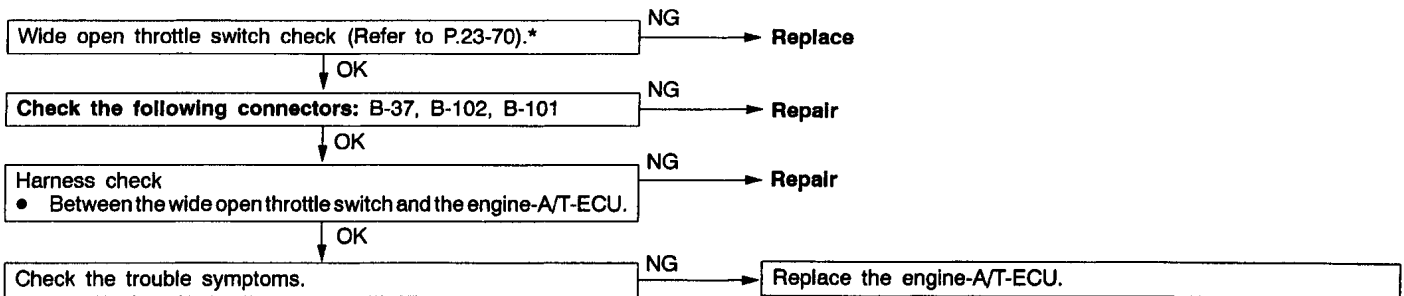 Wide open throttle switch check (Refer to P.23-70).* NG Replace
OK
Check the following connectors: B-37, B-102, B-101 NG Repair
OK
Harness check NG Repair
● Between the wide open throttle switch and the engine-A/T-ECU.
OK
Check the trouble symptoms. NG Replace the engine-A/T-ECU.